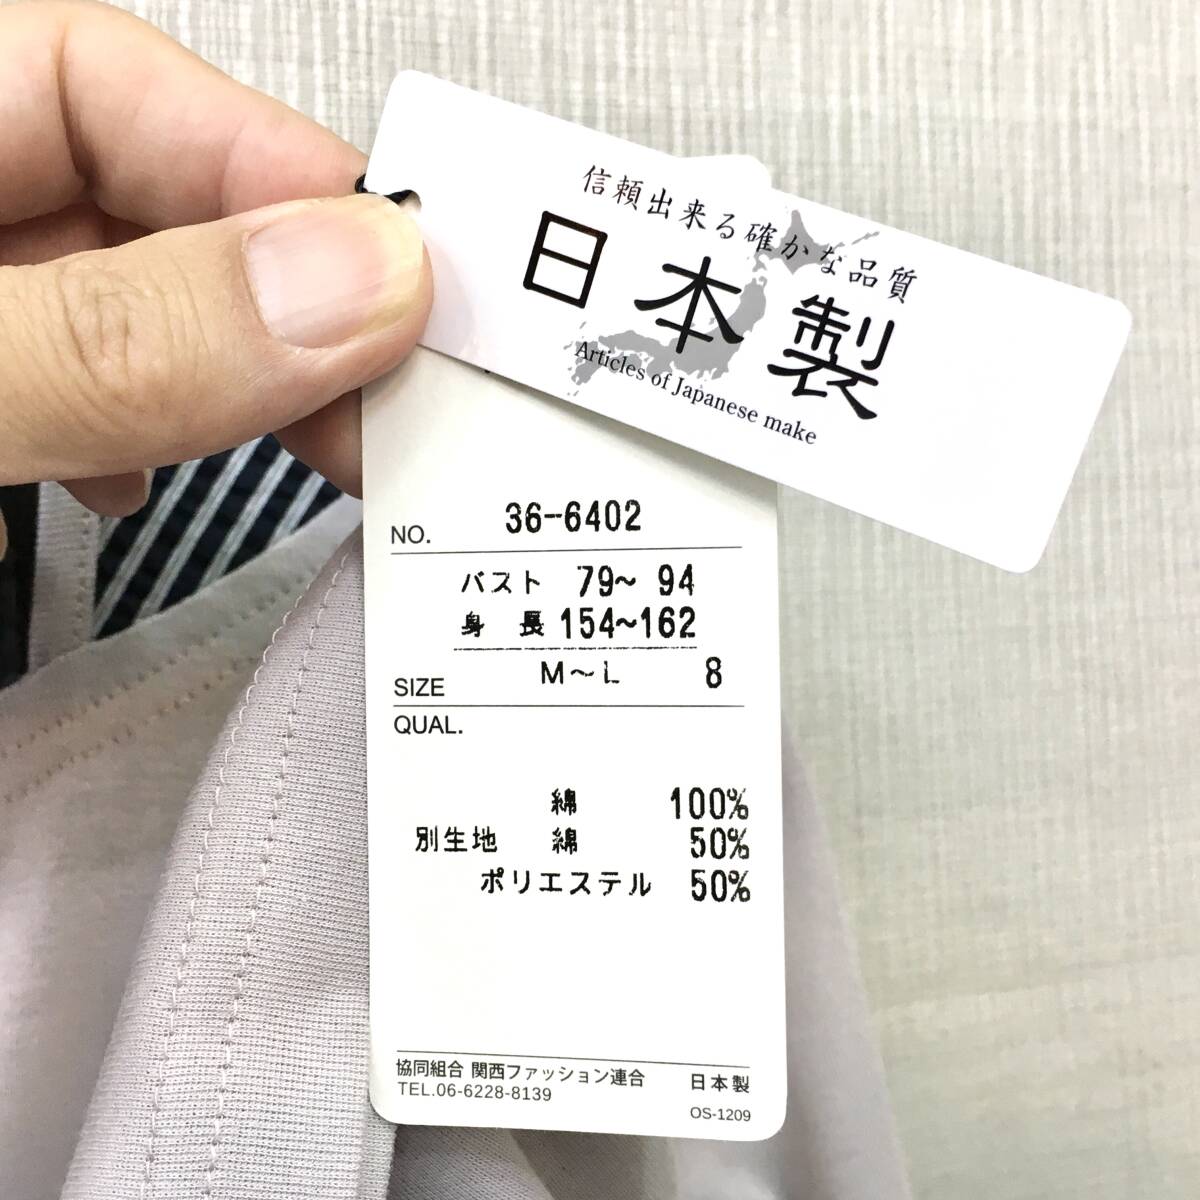 信頼出来る確かな品質
日本製
Articles of Japanese make
NO. 36-6402
バスト 79~ 94
身 長 154~162
SIZE M~L 8
QUAL.
綿 100%
別生地 綿 50%
ポリエステル 50%
協同組合 関西ファッション連合 日本製
TEL.06-6228-8139
OS-1209